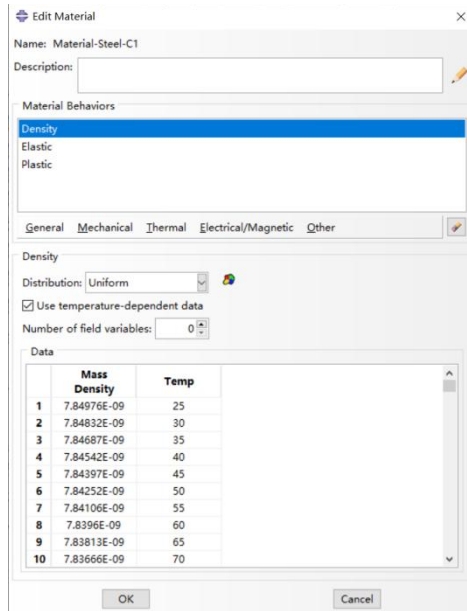 Edit Material
Name: Material-Steel-C1
Description:
Material Behaviors
Density
Elastic
Plastic
General Mechanical Thermal Electrical/Magnetic Other
Density
Distribution: Uniform
Use temperature-dependent data
Number of field variables: 0
Data
Mass Density Temp
1 7.84976E-09 25
2 7.84832E-09 30
3 7.84687E-09 35
4 7.84542E-09 40
5 7.84397E-09 45
6 7.84252E-09 50
7 7.84106E-09 55
8 7.8396E-09 60
9 7.83813E-09 65
10 7.83666E-09 70
OK Cancel